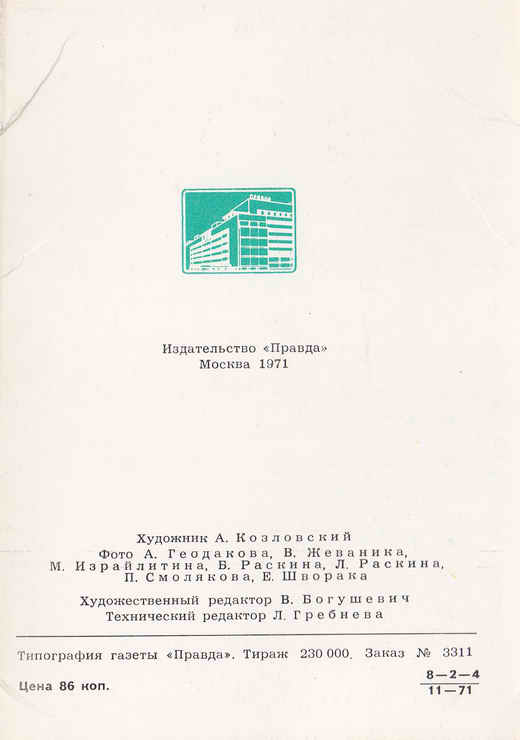 ПРАВДА
Издательство «Правда»
Москва 1971
Художник А. Козловский
Фото А. Геодакова, В. Жеваника,
М. Израйлитина, Б. Раскина, Л. Раскина,
П. Смолякова, Е. Шворака
Художественный редактор В. Богушевич
Технический редактор Л. Гребнева
Типография газеты «Правда». Тираж 230 000. Заказ № 3311
Цена 86 коп.
8—2—4
11—71